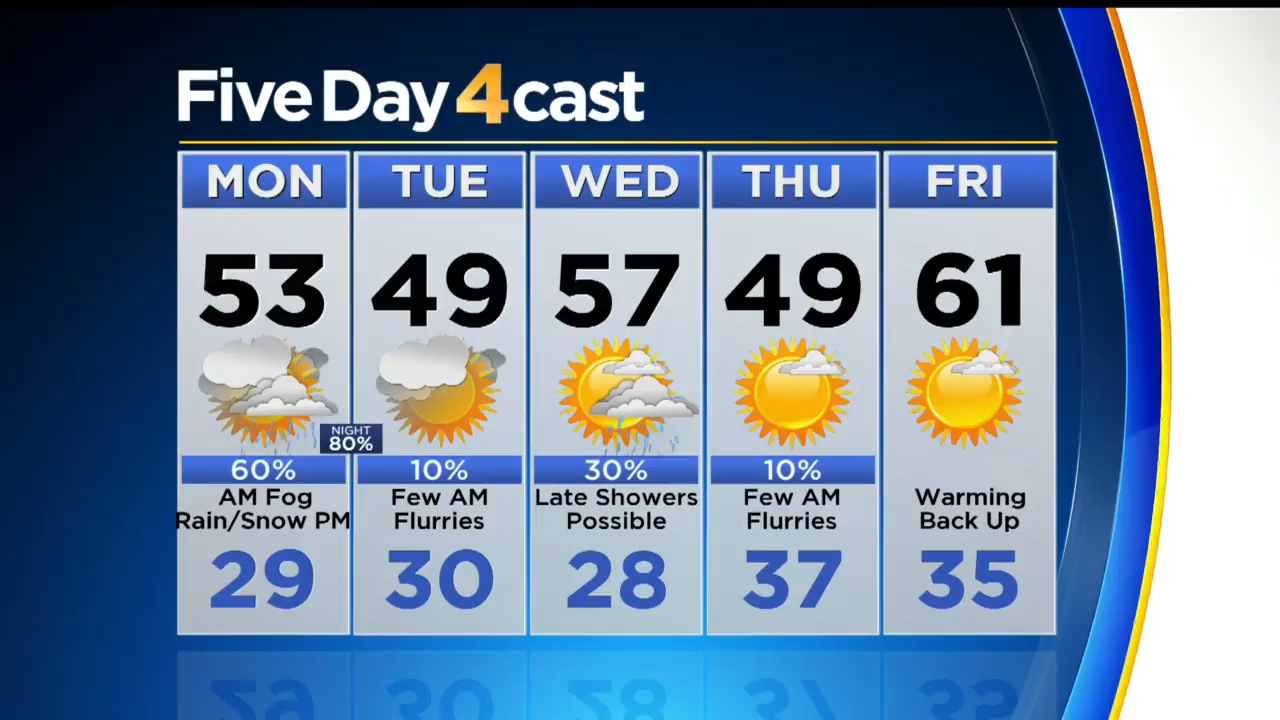 Five Day 4cast
MON TUE WED THU FRI
53 49 57 49 61
NIGHT
80%
60% 10% 30% 10%
AM Fog
Rain/Snow PM
Few AM
Flurries
Late Showers
Possible
Few AM
Flurries
Warming
Back Up
29 30 28 37 35